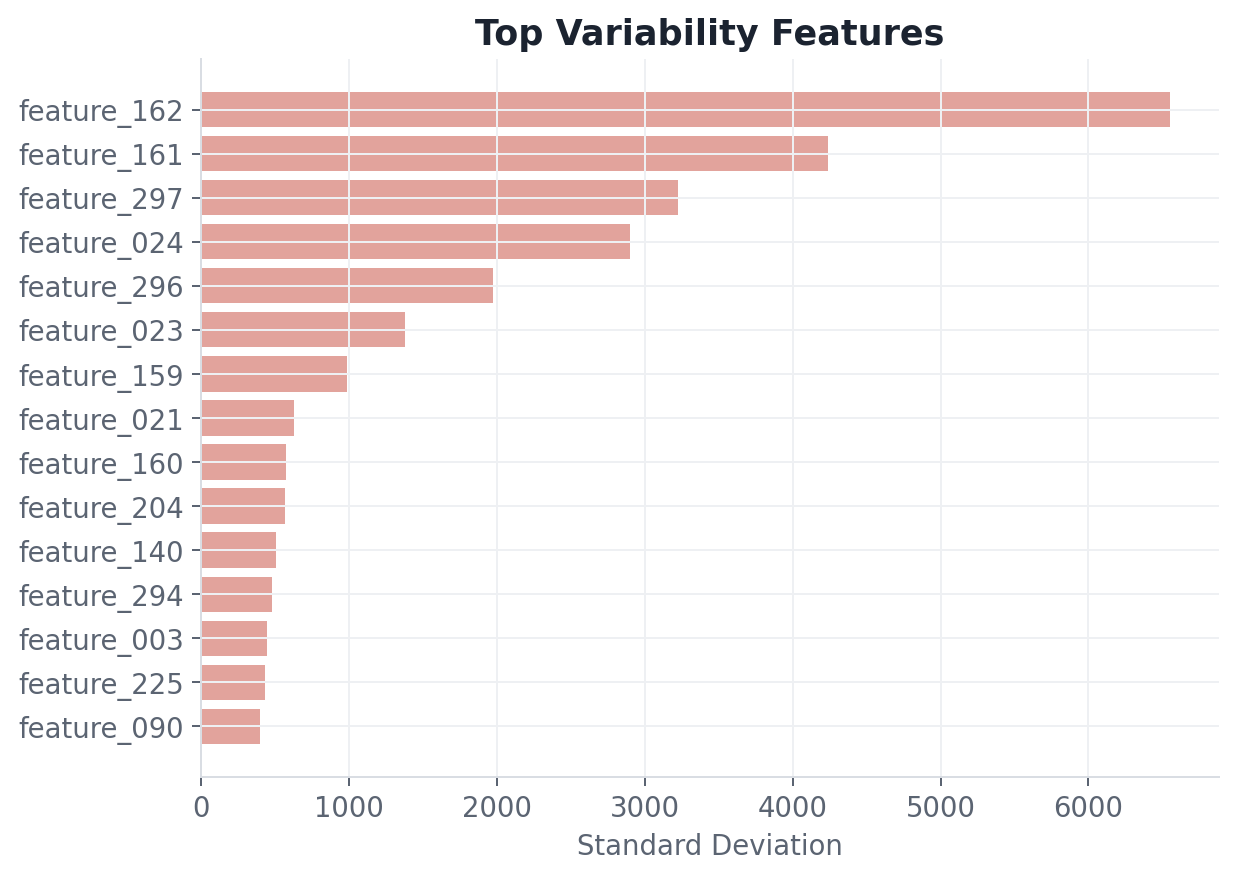 Top Variability Features
feature_162
feature_161
feature_297
feature_024
feature_296
feature_023
feature_159
feature_021
feature_160
feature_204
feature_140
feature_294
feature_003
feature_225
feature_090
0 1000 2000 3000 4000 5000 6000
Standard Deviation